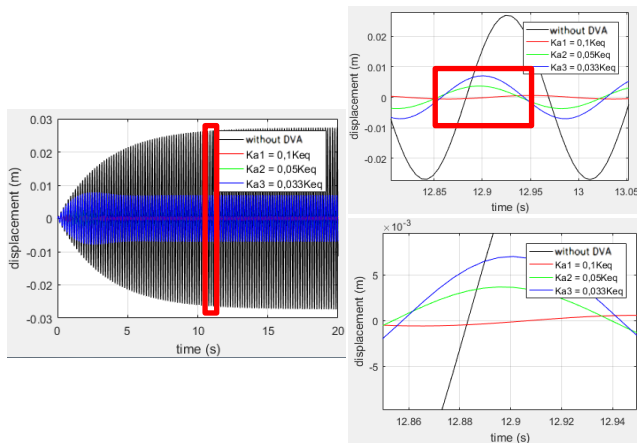 0.03
0.02
0.01
0
-0.01
-0.02
-0.03
0
5
10
15
20
displacement (m)
time (s)
without DVA
Ka1 = 0,1Keq
Ka2 = 0,05Keq
Ka3 = 0,033Keq
0.02
0.01
0
-0.01
-0.02
12.85
12.9
12.95
13
13.05
displacement (m)
time (s)
without DVA
Ka1 = 0,1Keq
Ka2 = 0,05Keq
Ka3 = 0,033Keq
×10⁻³
5
0
-5
12.86
12.88
12.9
12.92
12.94
displacement (m)
time (s)
without DVA
Ka1 = 0,1Keq
Ka2 = 0,05Keq
Ka3 = 0,033Keq